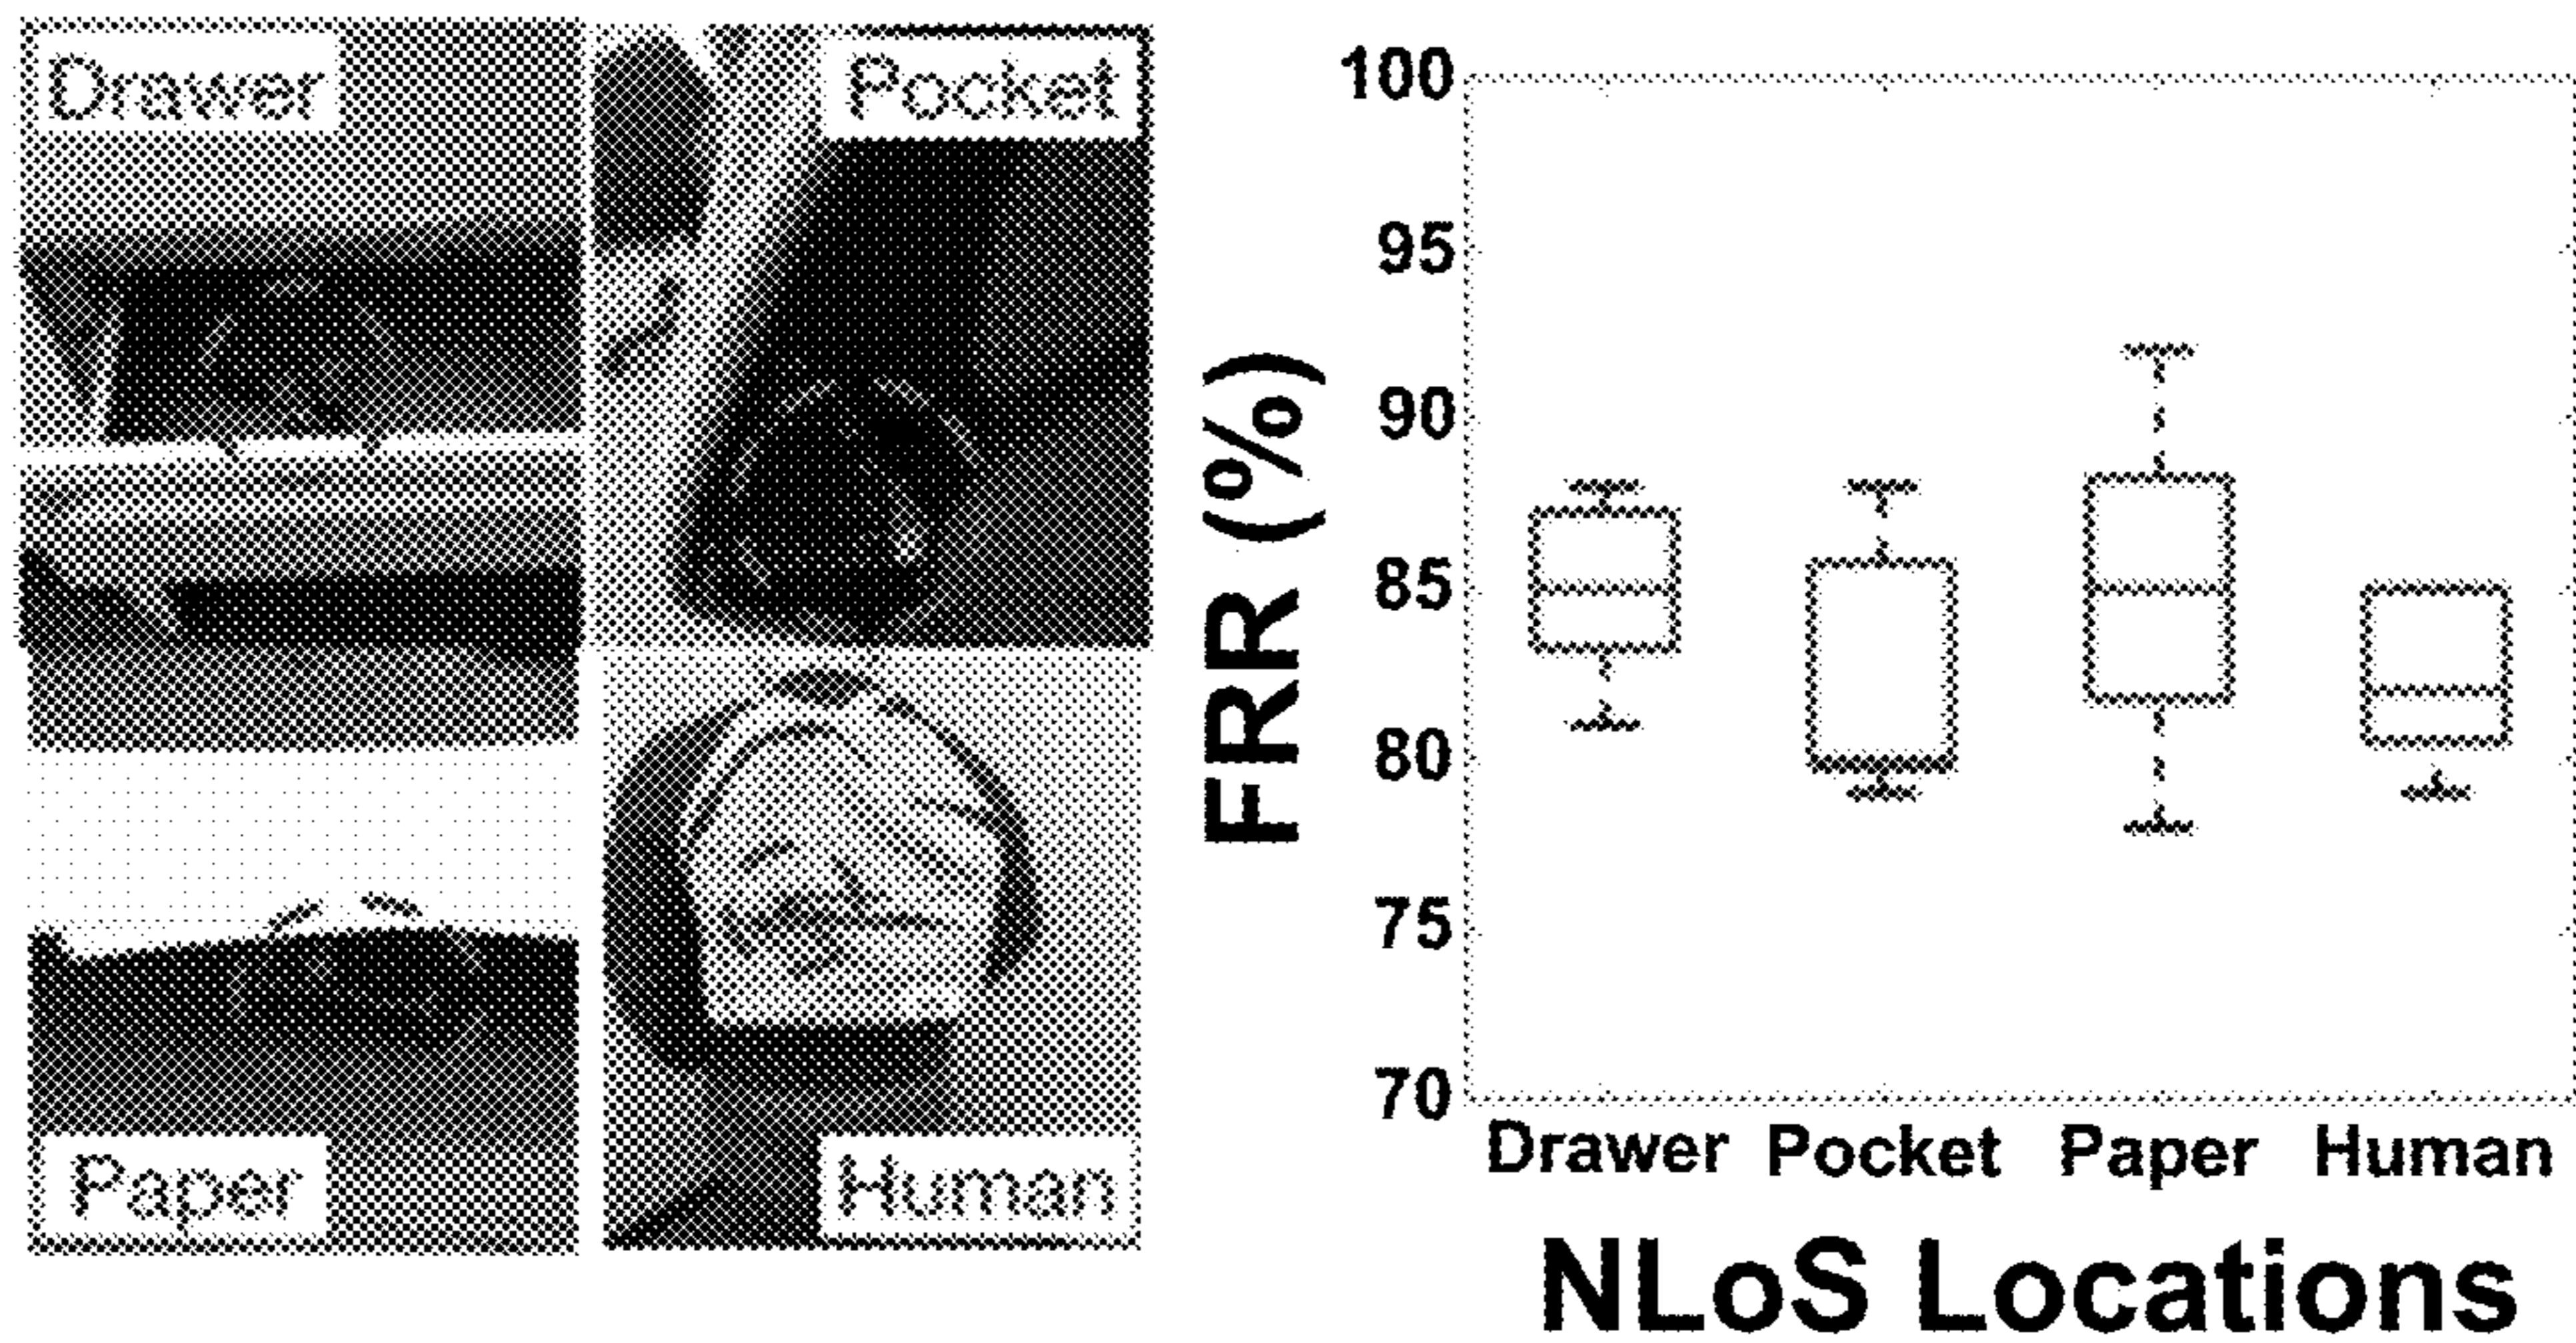 Drawer
Pocket
Paper
Human
FRR (%)
100
95
90
85
80
75
70
Drawer Pocket Paper Human
NLoS Locations